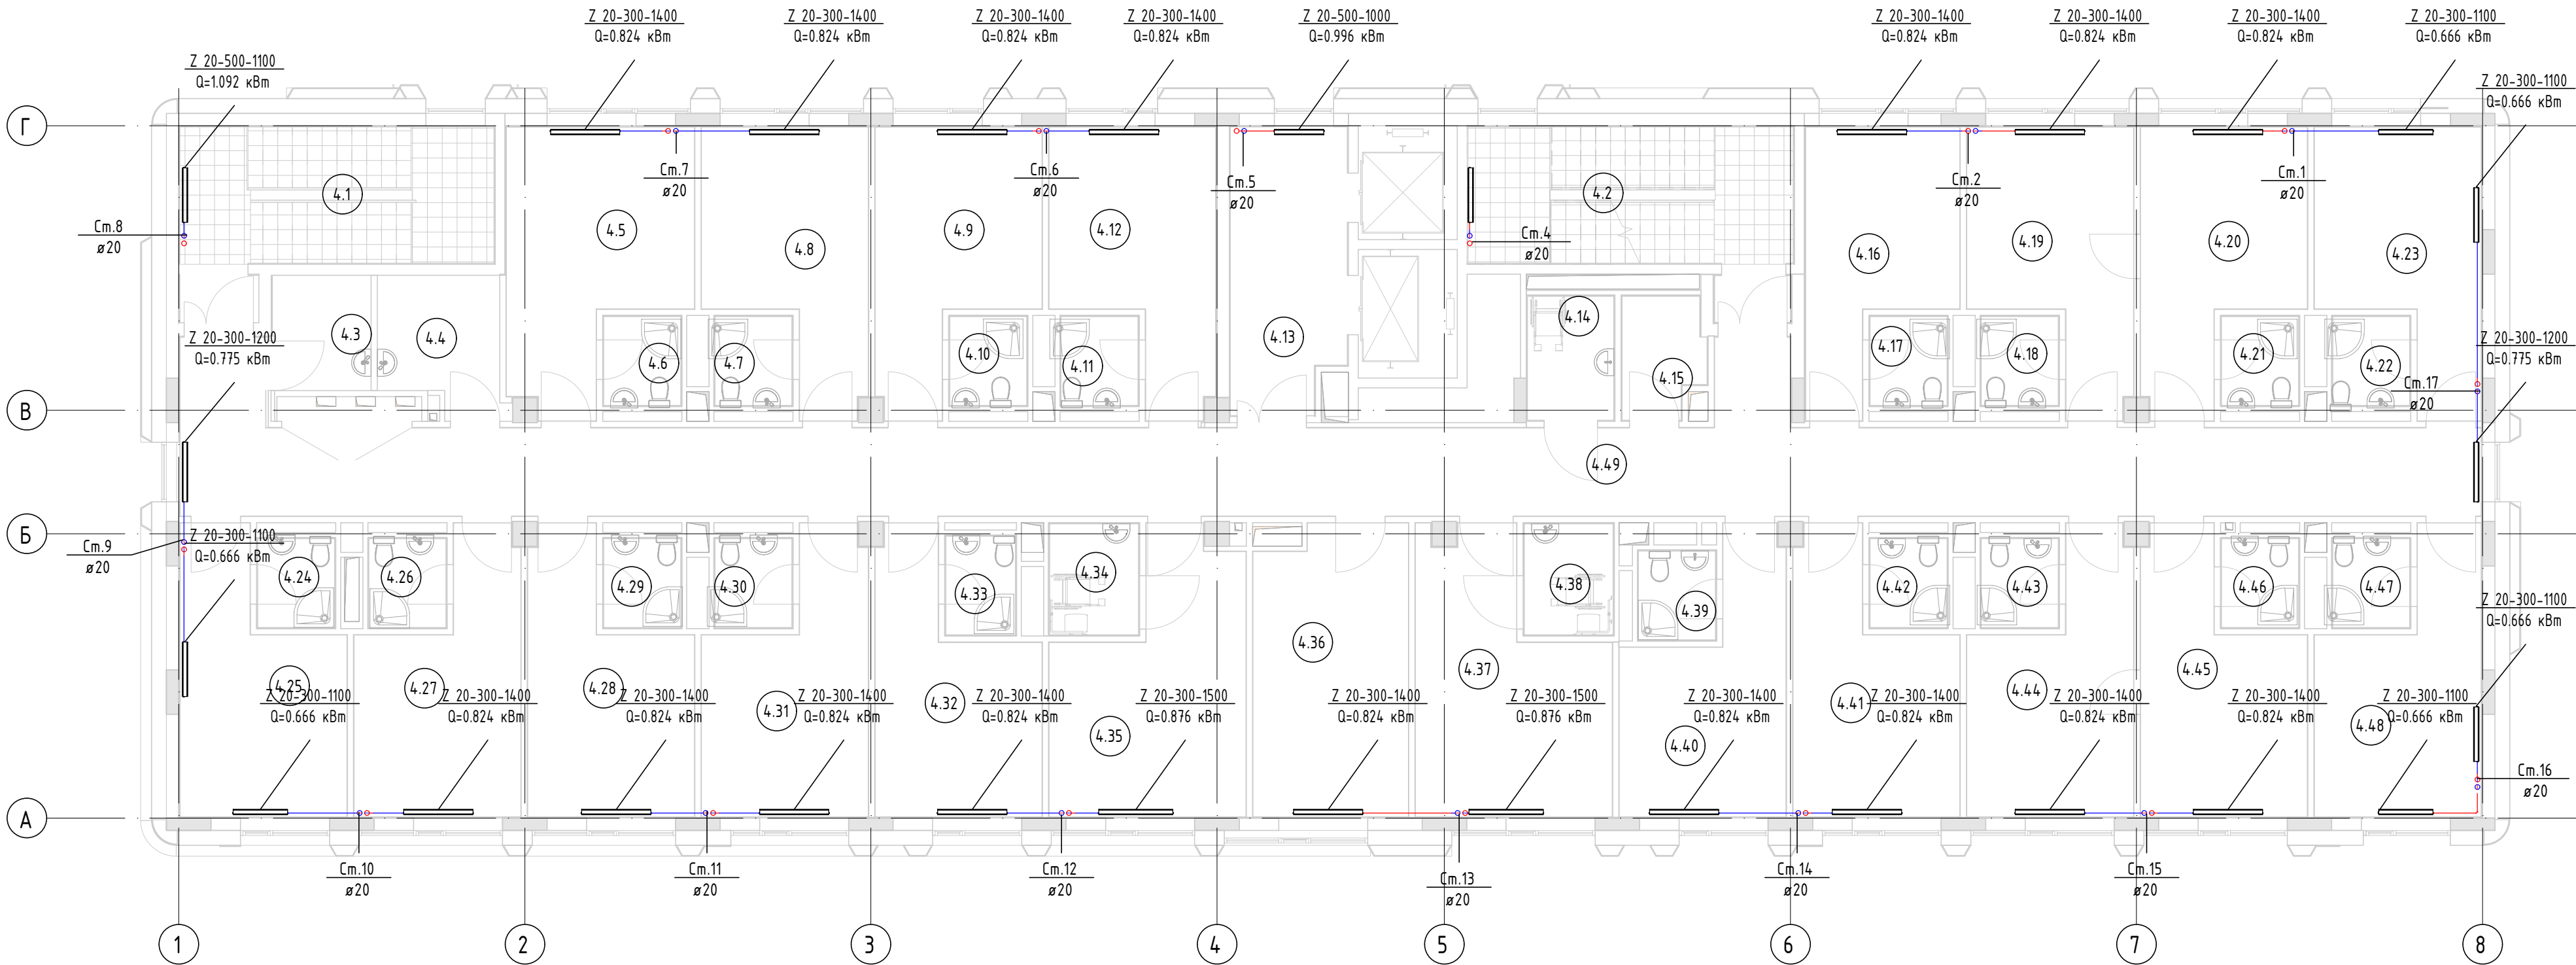 Z 20-300-1400
Q=0.824 кВт
Z 20-300-1400
Q=0.824 кВт
Z 20-300-1400
Q=0.824 кВт
Z 20-300-1400
Q=0.824 кВт
Z 20-500-1000
Q=0.996 кВт
Z 20-300-1400
Q=0.824 кВт
Z 20-300-1400
Q=0.824 кВт
Z 20-300-1400
Q=0.824 кВт
Z 20-300-1100
Q=0.666 кВт
Z 20-500-1100
Q=1.092 кВт
Z 20-300-1100
Q=0.666 кВт
Г
Ст.7
ø20
Ст.6
ø20
Ст.5
ø20
Ст.2
ø20
Ст.1
ø20
4.1
4.2
Ст.8
ø20
4.5
4.8
4.9
4.12
Ст.4
ø20
4.16
4.19
4.20
4.23
4.3
4.4
4.13
4.14
Z 20-300-1200
Q=0.775 кВт
4.6
4.7
4.10
4.11
4.15
4.17
4.18
4.21
4.22
Z 20-300-1200
Q=0.775 кВт
Ст.17
ø20
В
4.49
Б
Ст.9
ø20
Z 20-300-1100
Q=0.666 кВт
4.24
4.26
4.29
4.30
4.33
4.34
4.38
4.39
4.42
4.43
4.46
4.47
Z 20-300-1100
Q=0.666 кВт
4.36
4.37
4.25
4.27
4.28
4.31
4.32
4.35
4.40
4.41
4.44
4.45
4.48
Z 20-300-1100
Q=0.666 кВт
Z 20-300-1400
Q=0.824 кВт
Z 20-300-1400
Q=0.824 кВт
Z 20-300-1400
Q=0.824 кВт
Z 20-300-1400
Q=0.824 кВт
Z 20-300-1500
Q=0.876 кВт
Z 20-300-1400
Q=0.824 кВт
Z 20-300-1500
Q=0.876 кВт
Z 20-300-1400
Q=0.824 кВт
Z 20-300-1400
Q=0.824 кВт
Z 20-300-1400
Q=0.824 кВт
Z 20-300-1400
Q=0.824 кВт
Z 20-300-1100
Q=0.666 кВт
Ст.16
ø20
А
Ст.10
ø20
Ст.11
ø20
Ст.12
ø20
Ст.13
ø20
Ст.14
ø20
Ст.15
ø20
1
2
3
4
5
6
7
8